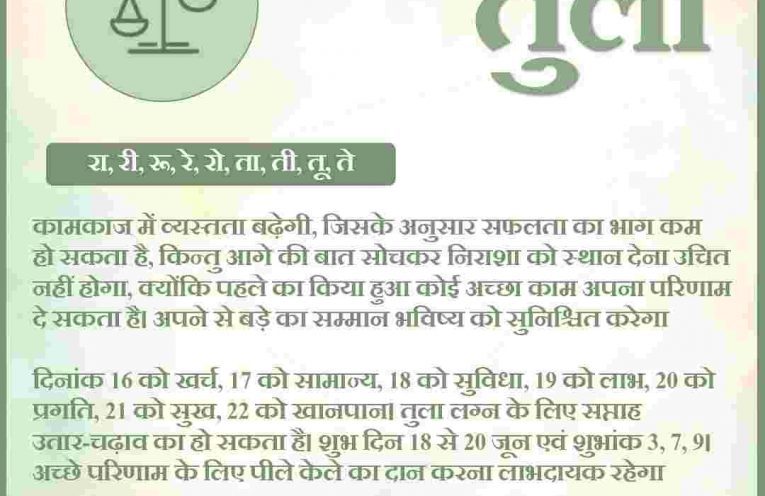 तुला
रा, री, रू, रे, रो, ता, ती, तू, ते
कामकाज में व्यस्तता बढ़ेगी, जिसके अनुसार सफलता का भाग कम
हो सकता है, किन्तु आगे की बात सोचकर निराशा को स्थान देना उचित
नहीं होगा, क्योंकि पहले का किया हुआ कोई अच्छा काम अपना परिणाम
दे सकता है। अपने से बड़े का सम्मान भविष्य को सुनिश्चित करेगा
दिनांक 16 को खर्च, 17 को सामान्य, 18 को सुविधा, 19 को लाभ, 20 को
प्रगति, 21 को सुख, 22 को खानपान। तुला लग्न के लिए सप्ताह
उतार-चढ़ाव का हो सकता है। शुभ दिन 18 से 20 जून एवं शुभांक 3, 7, 9।
अच्छे परिणाम के लिए पीले केले का दान करना लाभदायक रहेगा